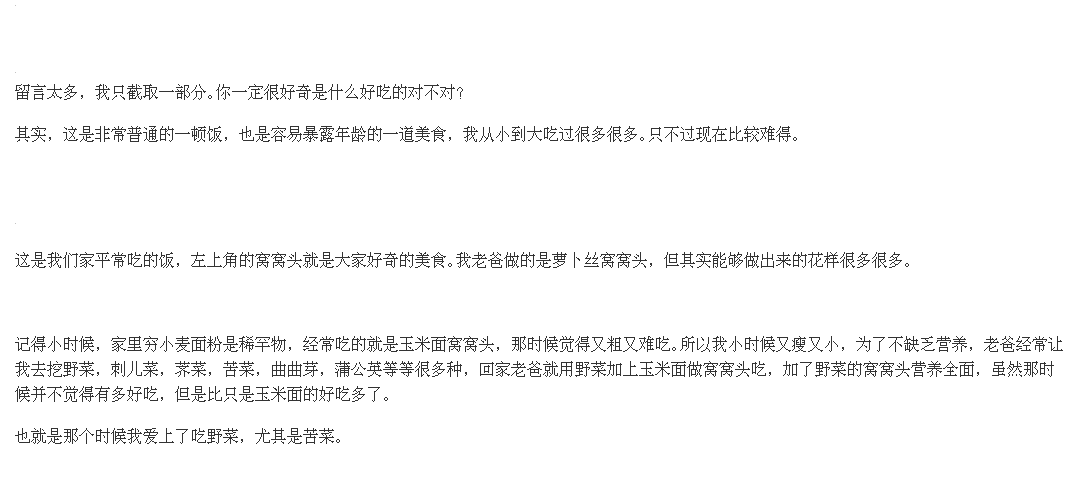 留言太多，我只截取一部分。你一定很好奇是什么好吃的对不对？
其实，这是非常普通的一顿饭，也是容易暴露年龄的一道美食，我从小到大吃过很多很多。只不过现在比较难得。
这是我们家平常吃的饭，左上角的窝窝头就是大家好奇的美食。我老爸做的是萝卜丝窝窝头，但其实能够做出来的花样很多很多。
记得小时候，家里穷小麦面粉是稀罕物，经常吃的就是玉米面窝窝头，那时候觉得又粗又难吃。所以我小时候又瘦又小，为了不缺乏营养，老爸经常让
我去挖野菜，刺儿菜，荠菜，苦菜，曲曲芽，蒲公英等等很多种，回家老爸就用野菜加上玉米面做窝窝头吃，加了野菜的窝窝头营养全面，虽然那时
候并不觉得有多好吃，但是比只是玉米面的好吃多了。
也就是那个时候我爱上了吃野菜，尤其是苦菜。